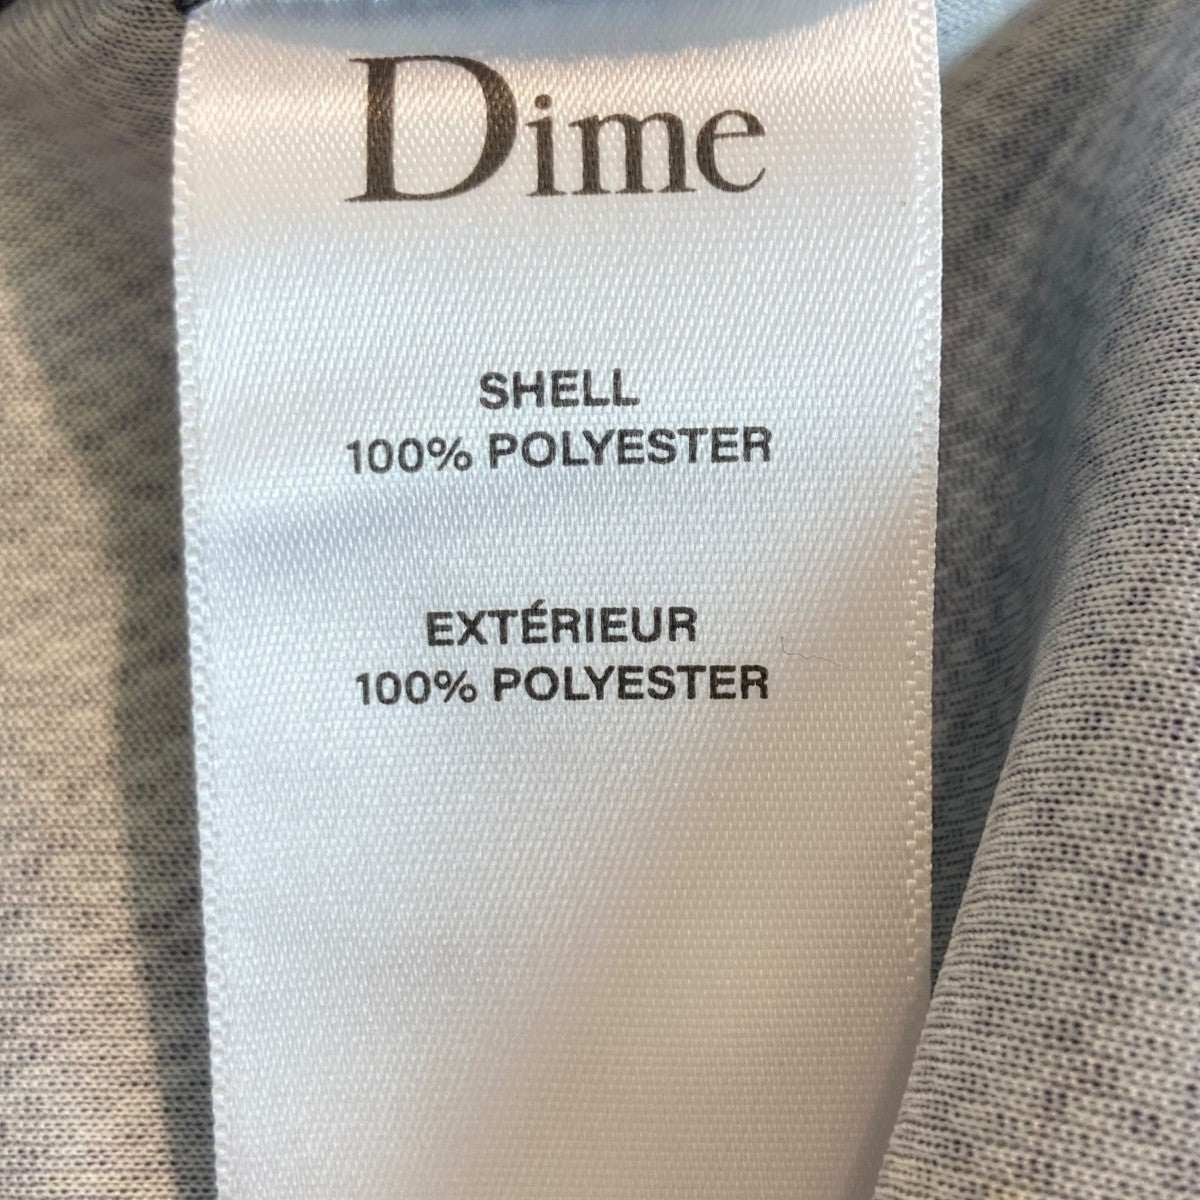 Dime
SHELL
100% POLYESTER
EXTÉRIEUR
100% POLYESTER